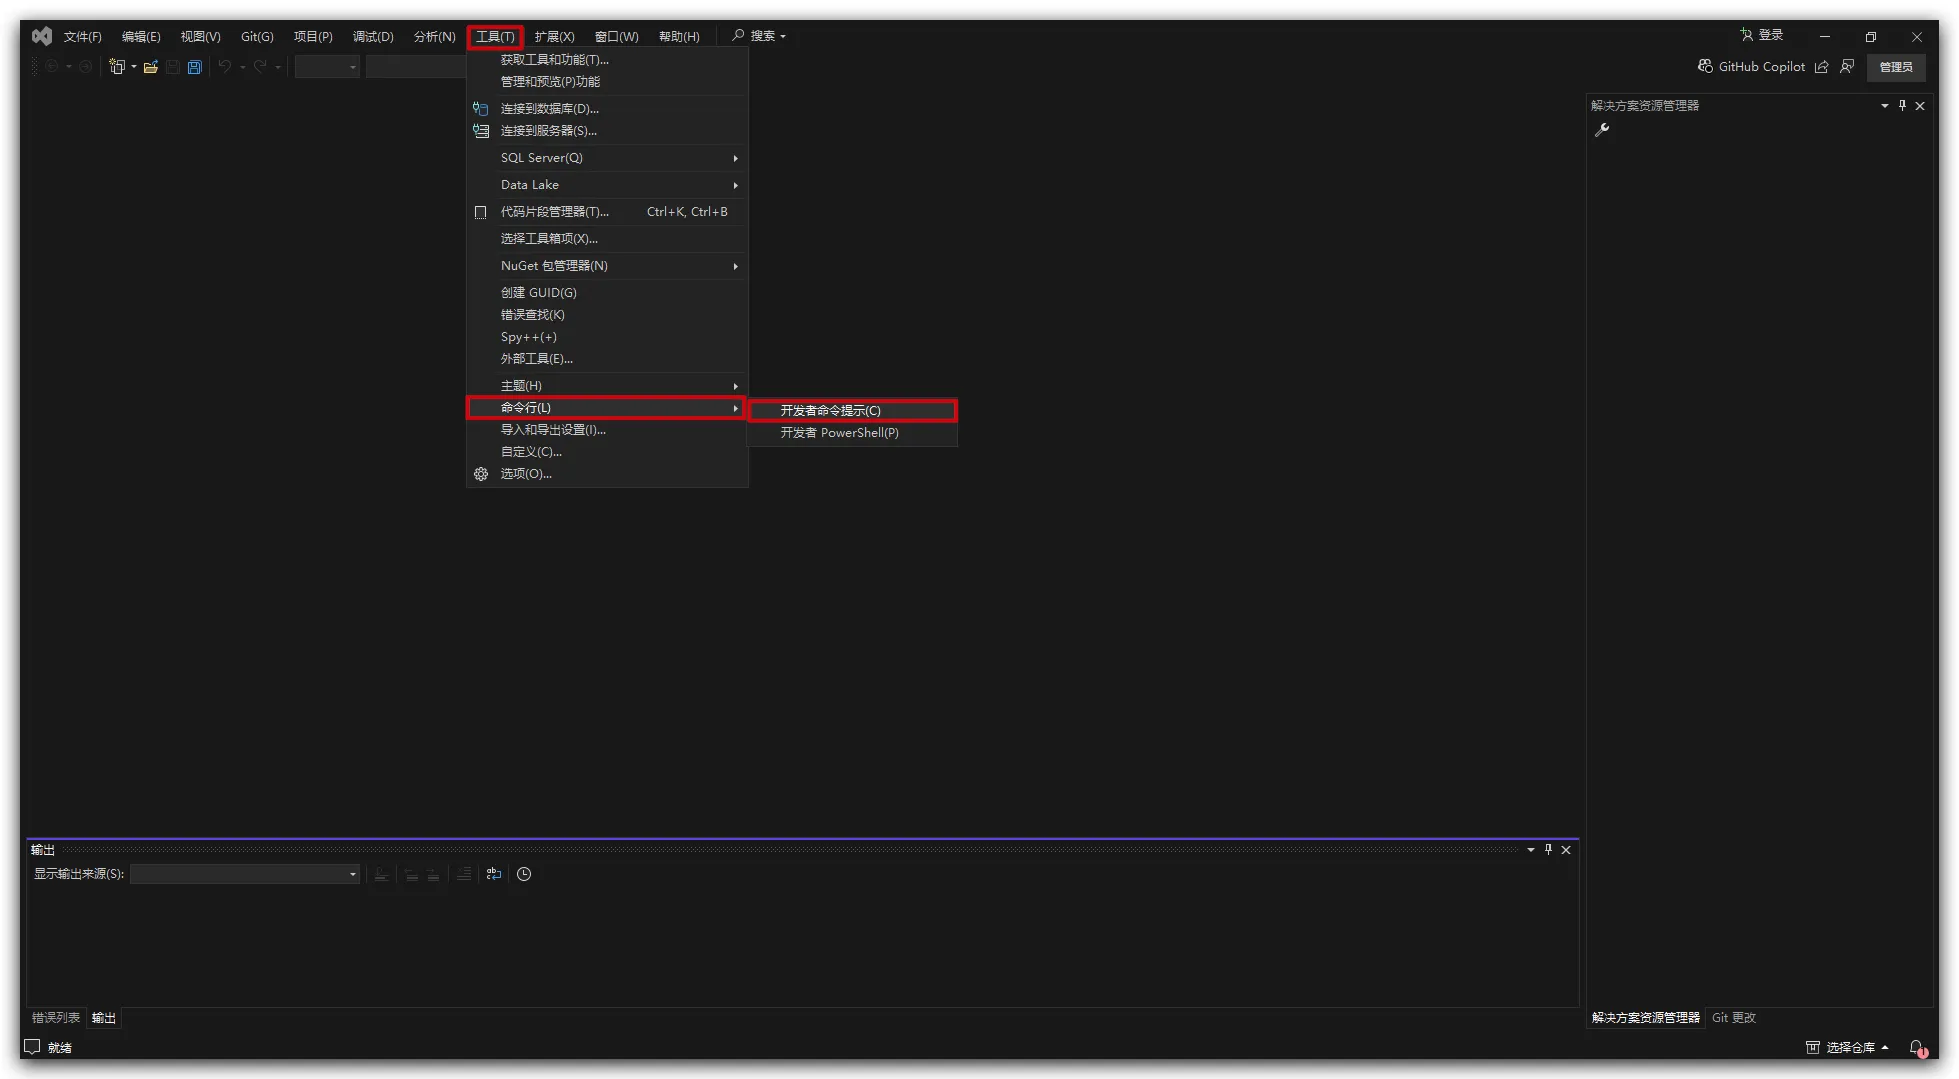 文件(F) 编辑(E) 视图(V) Git(G) 项目(P) 调试(D) 分析(N) 工具(T) 扩展(X) 窗口(W) 帮助(H) 搜索 登录
GitHub Copilot 管理员
获取工具和功能(T)...
管理和预览(P)功能
连接到数据库(D)...
连接到服务器(S)...
SQL Server(Q)
Data Lake
代码片段管理器(T)... Ctrl+K, Ctrl+B
选择工具箱项(X)...
NuGet 包管理器(N)
创建 GUID(G)
错误查找(K)
Spy++(+)
外部工具(E)...
主题(H)
命令行(L)
导入和导出设置(I)...
自定义(C)...
选项(O)...
开发者命令提示(C)
开发者 PowerShell(P)
解决方案资源管理器
输出
显示输出来源(S):
错误列表 输出
解决方案资源管理器 Git 更改
就绪
选择仓库 1